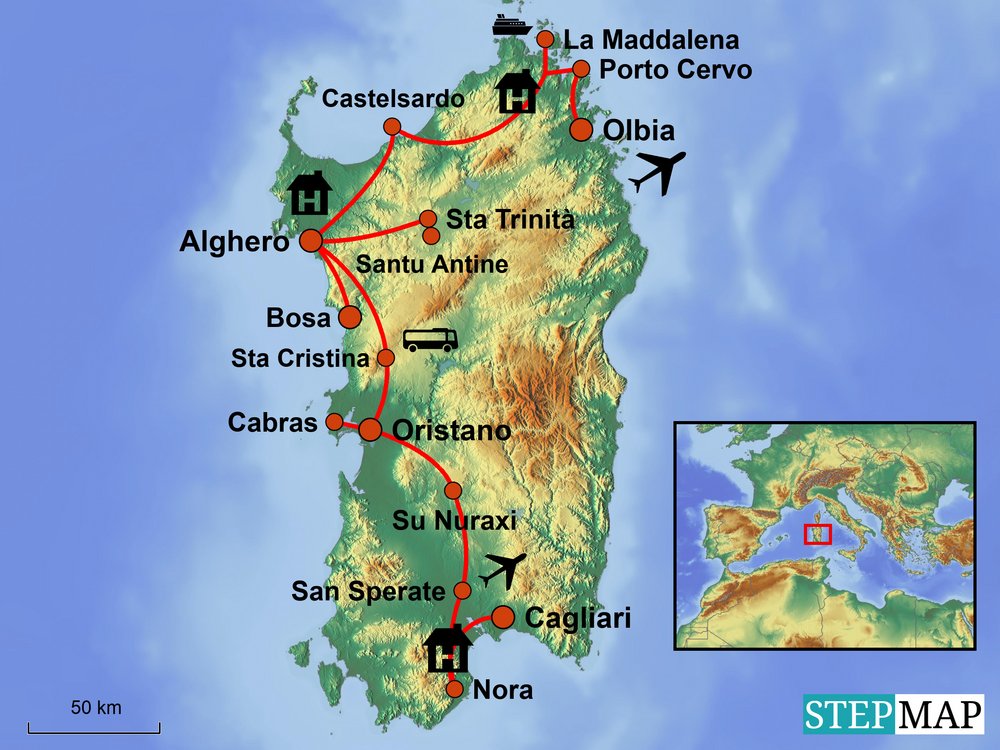 La Maddalena
Porto Cervo
Castelsardo
Olbia
H
H
Sta Trinità
Alghero
Santu Antine
Bosa
Sta Cristina
Cabras
Oristano
Su Nuraxi
San Sperate
Cagliari
H
Nora
50 km
STEPMAP